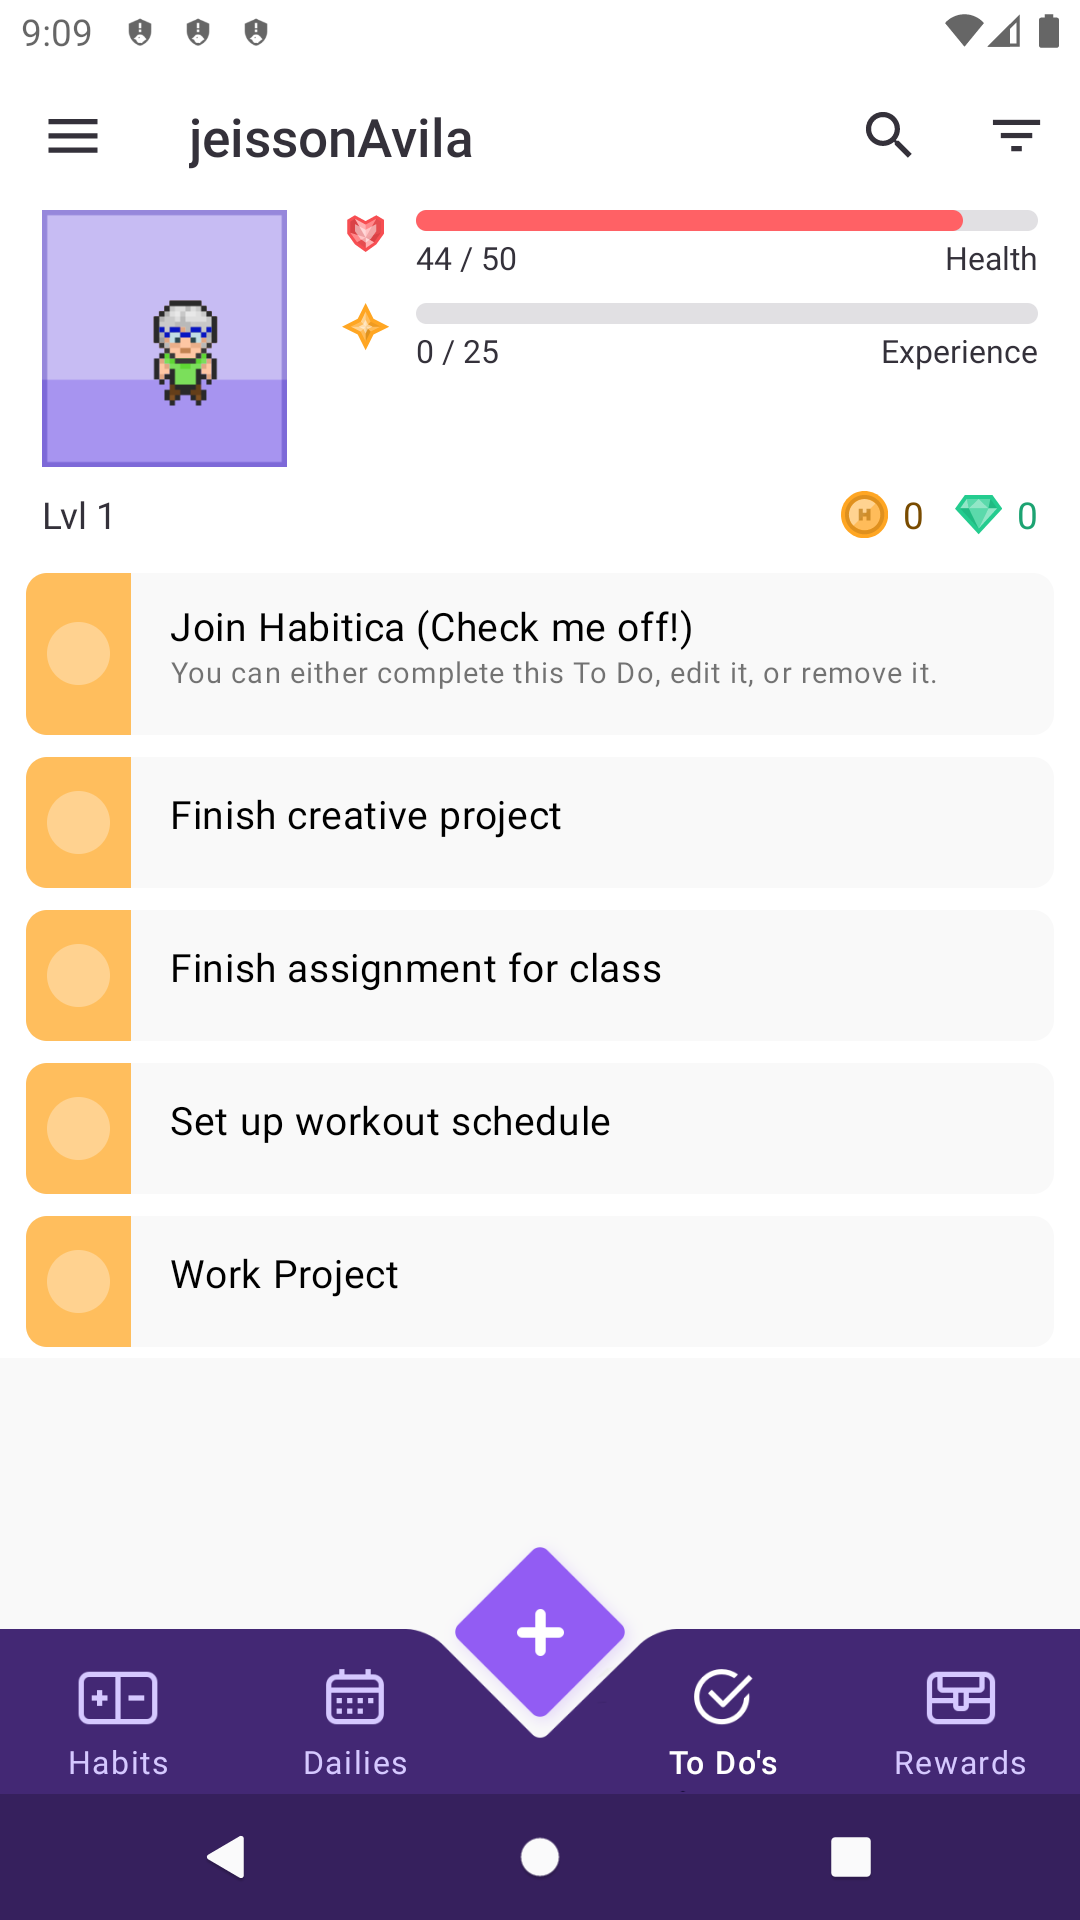 9:09
jeissonAvila
44 / 50 Health
0 / 25 Experience
Lvl 1 0 0
Join Habitica (Check me off!)
You can either complete this To Do, edit it, or remove it.
Finish creative project
Finish assignment for class
Set up workout schedule
Work Project
Habits Dailies To Do's Rewards